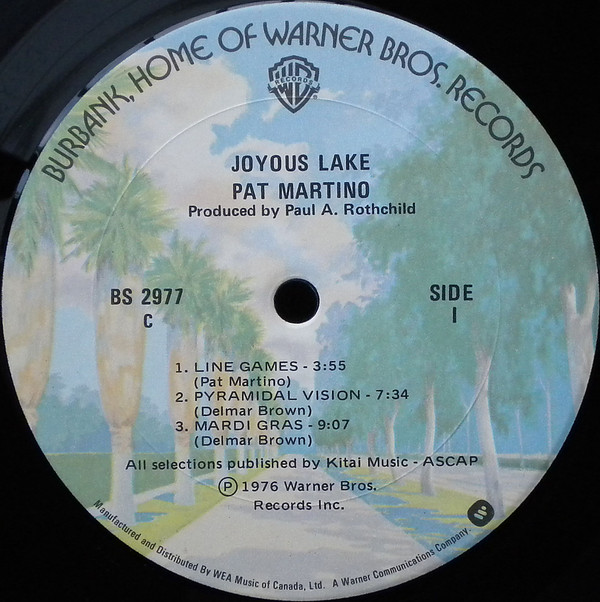 BURBANK, HOME OF WARNER BROS. RECORDS
RECORDS
JOYOUS LAKE
PAT MARTINO
Produced by Paul A. Rothchild
BS 2977
C
SIDE
I
1. LINE GAMES - 3:55
(Pat Martino)
2. PYRAMIDAL VISION - 7:34
(Delmar Brown)
3. MARDI GRAS - 9:07
(Delmar Brown)
All selections published by Kitai Music - ASCAP
℗ 1976 Warner Bros.
Records Inc.
Manufactured and Distributed By WEA Music of Canada, Ltd. A Warner Communications Company.